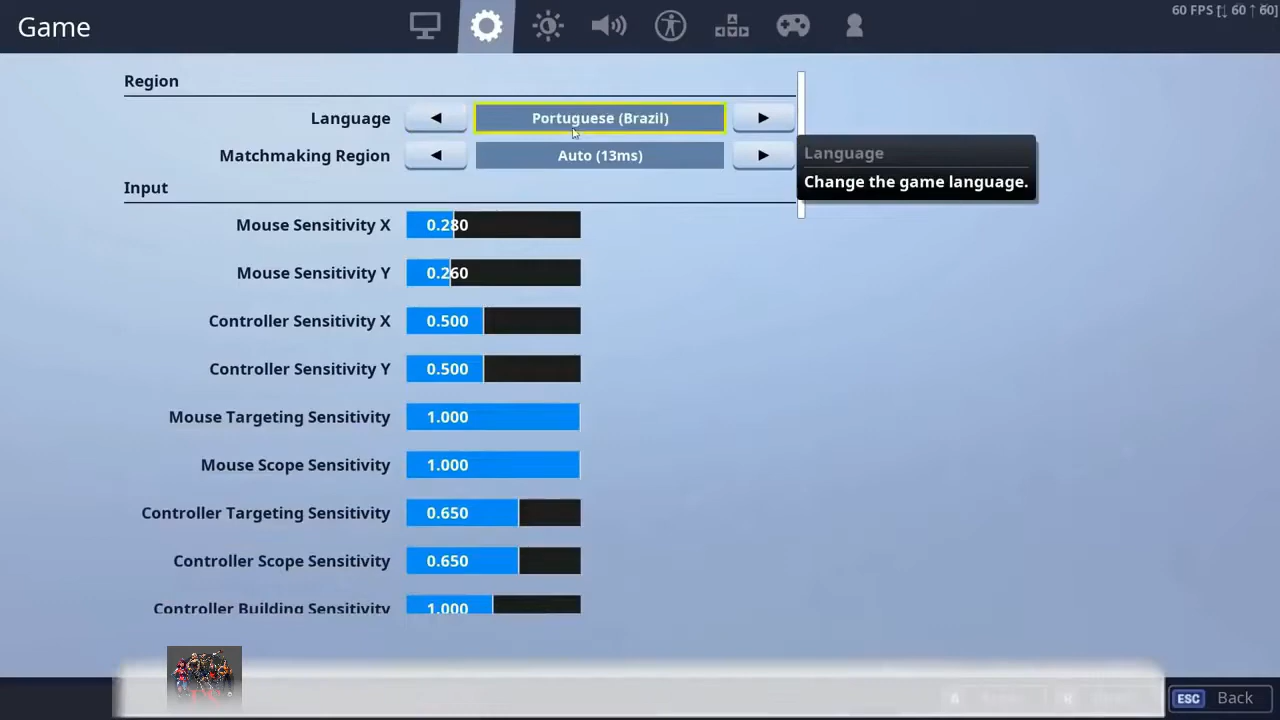 Game
60 FPS [↓ 60 ↑ 60]
Region
Language ◄ Portuguese (Brazil) ►
Matchmaking Region ◄ Auto (13ms) ►
Language
Change the game language.
Input
Mouse Sensitivity X 0.280
Mouse Sensitivity Y 0.260
Controller Sensitivity X 0.500
Controller Sensitivity Y 0.500
Mouse Targeting Sensitivity 1.000
Mouse Scope Sensitivity 1.000
Controller Targeting Sensitivity 0.650
Controller Scope Sensitivity 0.650
Controller Building Sensitivity 1.000
ESC Back